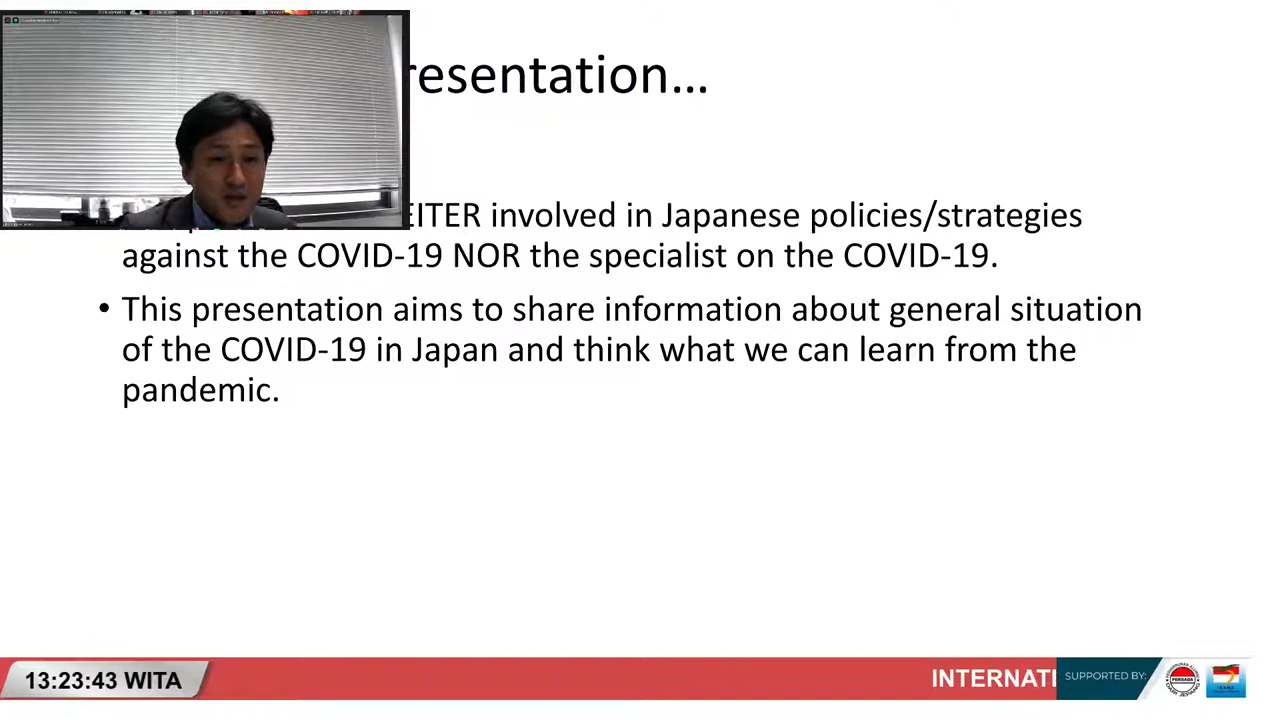 resentation...
EITER involved in Japanese policies/strategies
against the COVID-19 NOR the specialist on the COVID-19.
• This presentation aims to share information about general situation
of the COVID-19 in Japan and think what we can learn from the
pandemic.
13:23:43 WITA
INTERNATE
SUPPORTED BY:
PERSADA